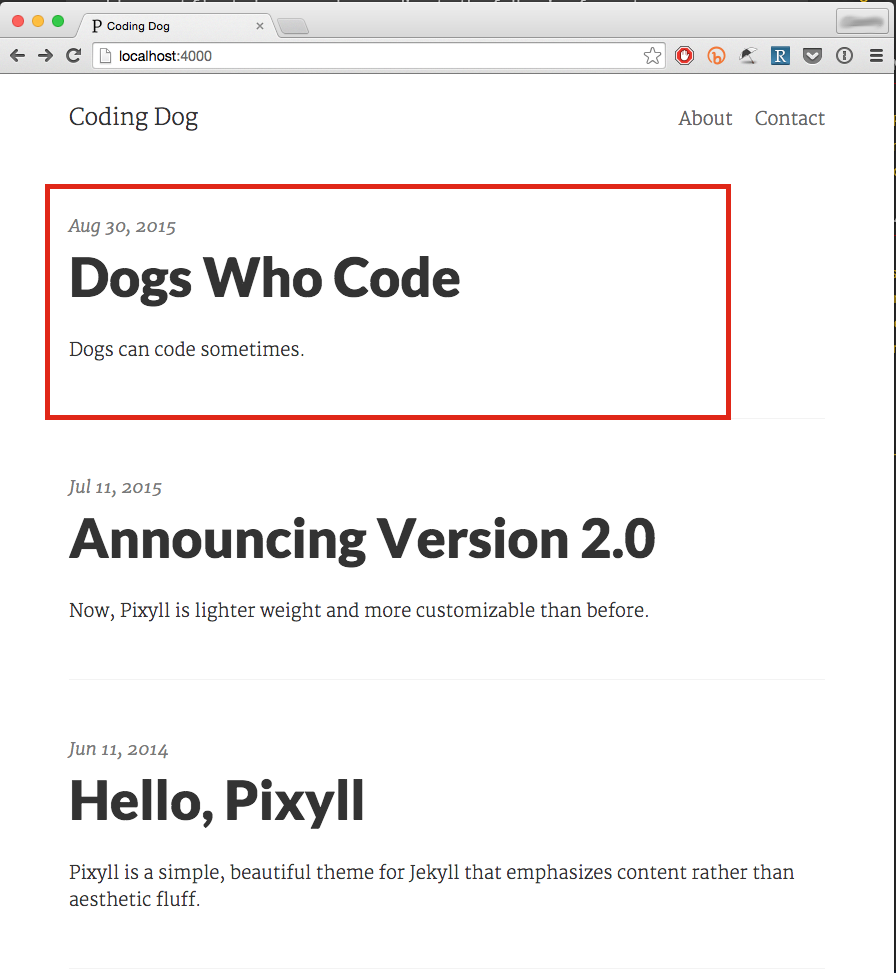 Coding Dog
localhost:4000
Coding Dog
About Contact
Aug 30, 2015
Dogs Who Code
Dogs can code sometimes.
Jul 11, 2015
Announcing Version 2.0
Now, Pixyll is lighter weight and more customizable than before.
Jun 11, 2014
Hello, Pixyll
Pixyll is a simple, beautiful theme for Jekyll that emphasizes content rather than
aesthetic fluff.